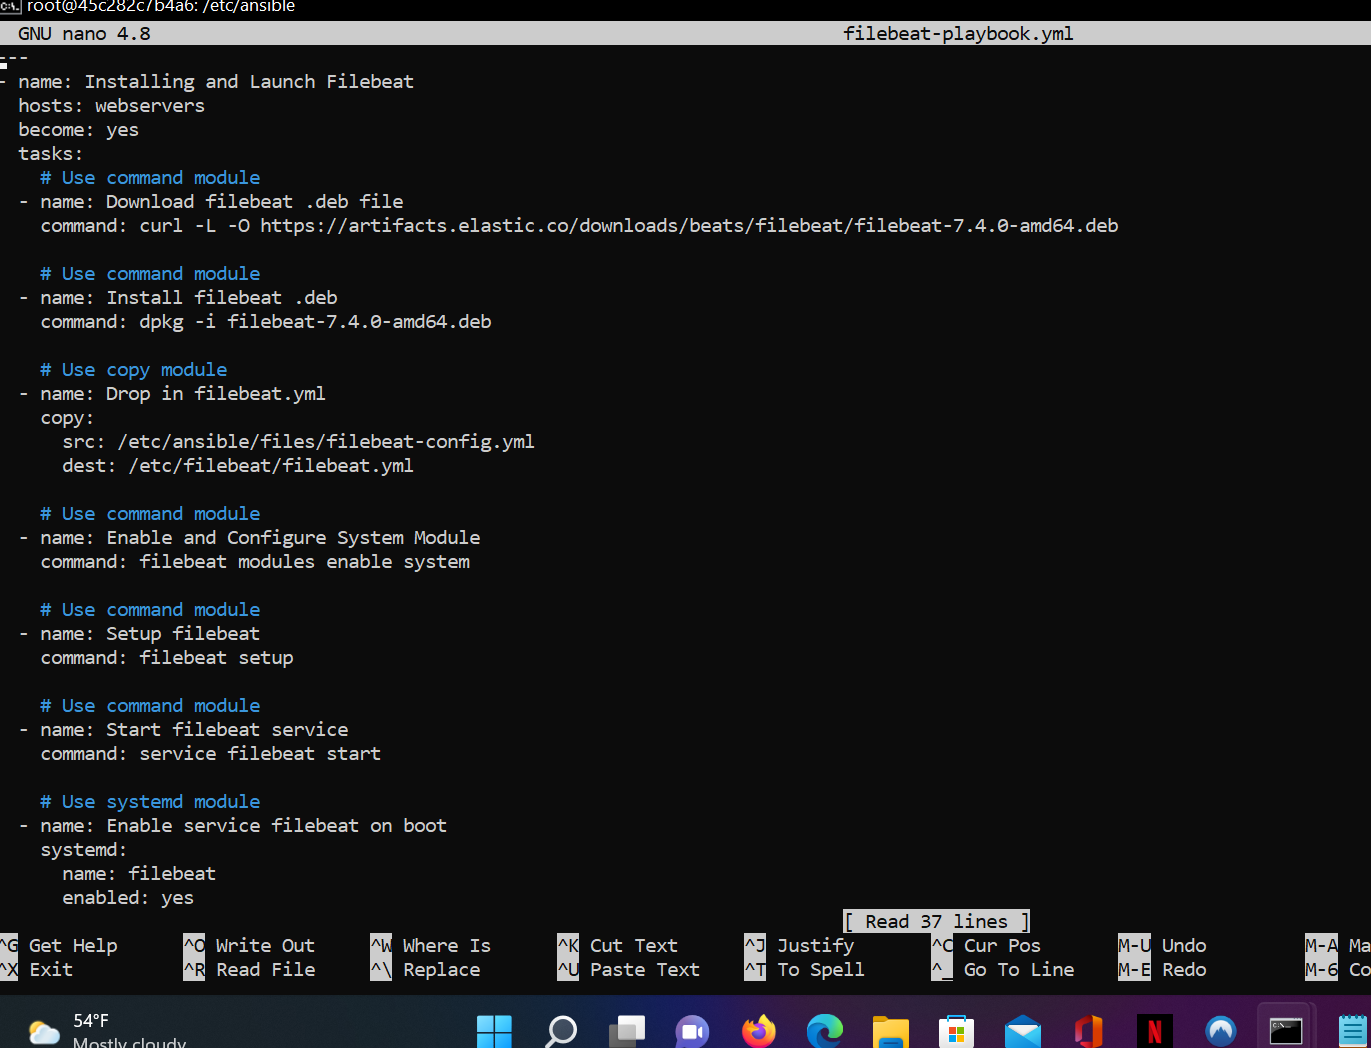 root@45c282c7b4a6: /etc/ansible
GNU nano 4.8 filebeat-playbook.yml
---
- name: Installing and Launch Filebeat
  hosts: webservers
  become: yes
  tasks:
    # Use command module
  - name: Download filebeat .deb file
    command: curl -L -O https://artifacts.elastic.co/downloads/beats/filebeat/filebeat-7.4.0-amd64.deb

    # Use command module
  - name: Install filebeat .deb
    command: dpkg -i filebeat-7.4.0-amd64.deb

    # Use copy module
  - name: Drop in filebeat.yml
    copy:
      src: /etc/ansible/files/filebeat-config.yml
      dest: /etc/filebeat/filebeat.yml

    # Use command module
  - name: Enable and Configure System Module
    command: filebeat modules enable system

    # Use command module
  - name: Setup filebeat
    command: filebeat setup

    # Use command module
  - name: Start filebeat service
    command: service filebeat start

    # Use systemd module
  - name: Enable service filebeat on boot
    systemd:
      name: filebeat
      enabled: yes
[ Read 37 lines ]
^G Get Help ^O Write Out ^W Where Is ^K Cut Text ^J Justify ^C Cur Pos M-U Undo M-A Ma
^X Exit ^R Read File ^\ Replace ^U Paste Text ^T To Spell ^_ Go To Line M-E Redo M-6 Co
54°F
Mostly cloudy